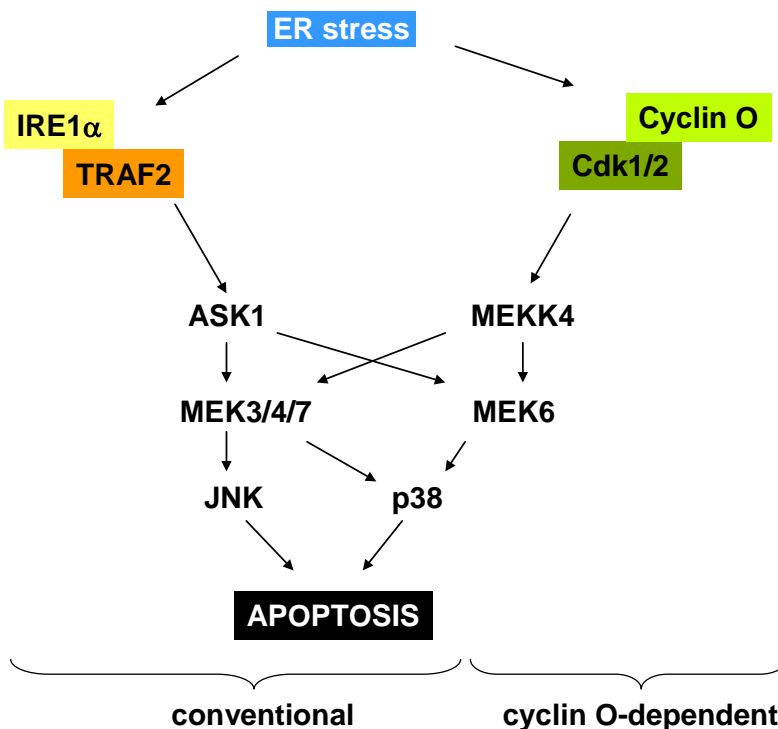 ER stress
IRE1α
TRAF2
Cyclin O
Cdk1/2
ASK1
MEKK4
MEK3/4/7
MEK6
JNK
p38
APOPTOSIS
conventional
cyclin O-dependent